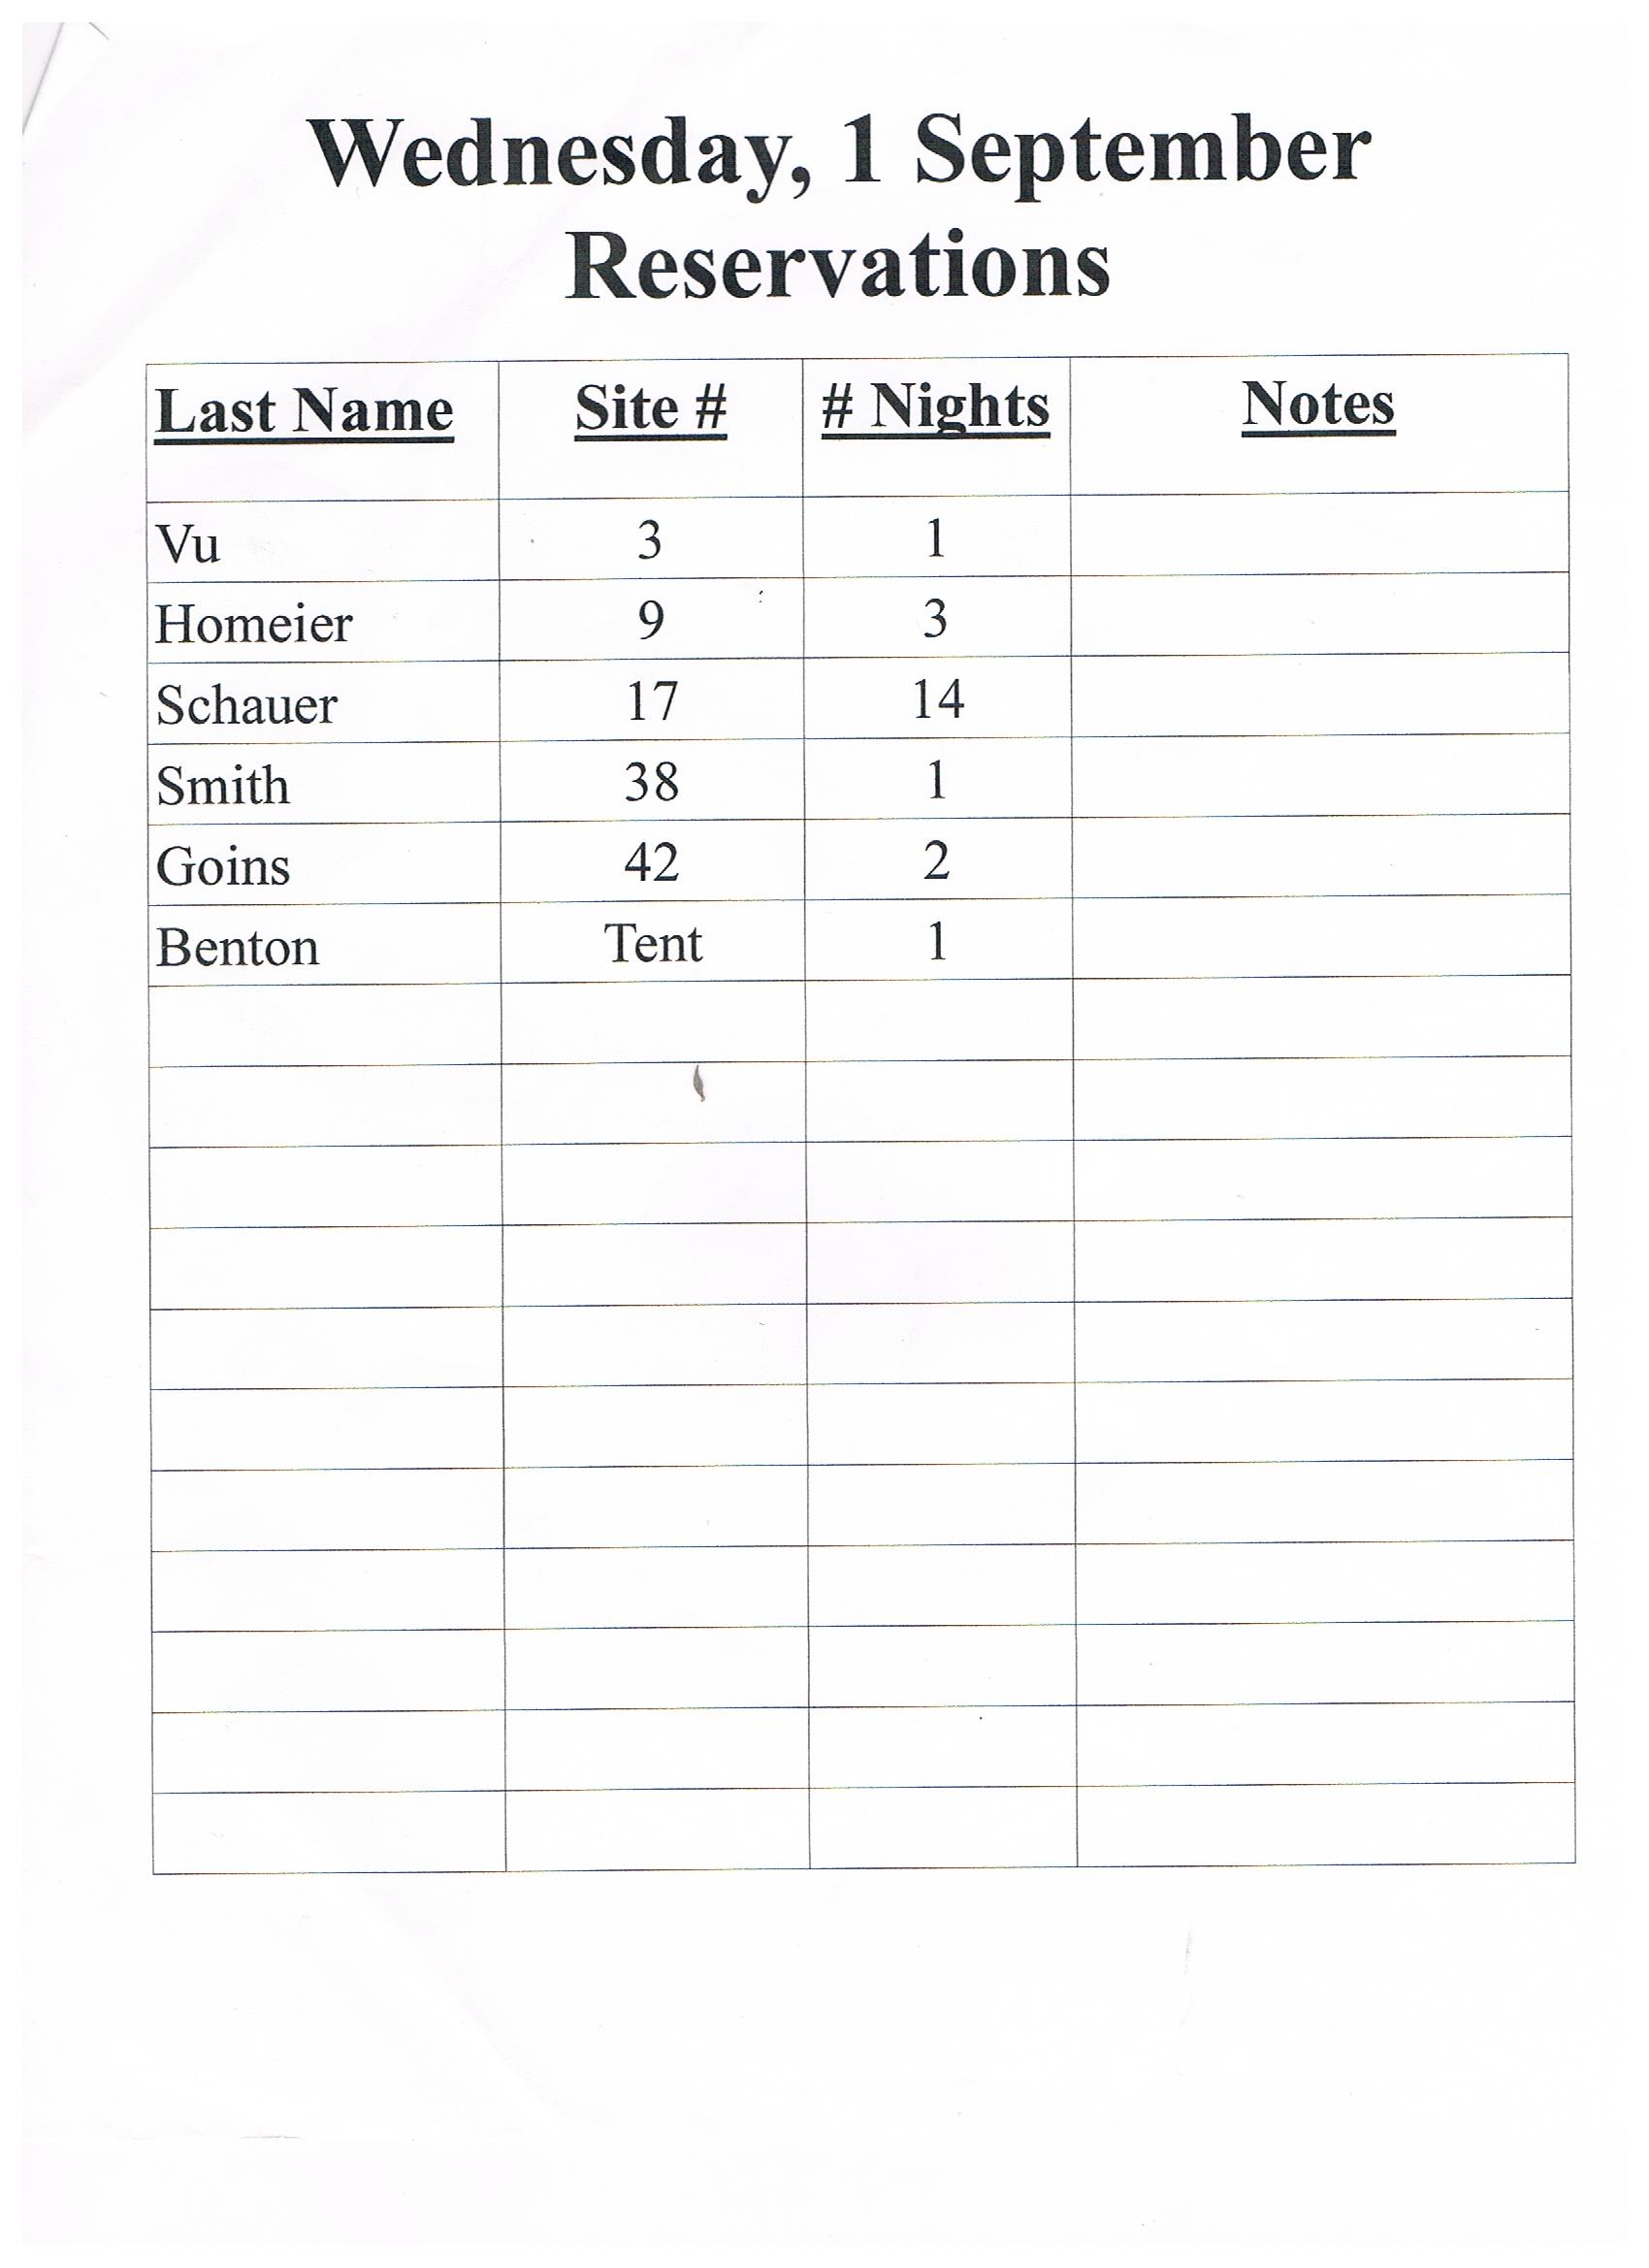 Wednesday, 1 September
Reservations
Last Name Site # # Nights Notes
Vu 3 1
Homeier 9 3
Schauer 17 14
Smith 38 1
Goins 42 2
Benton Tent 1